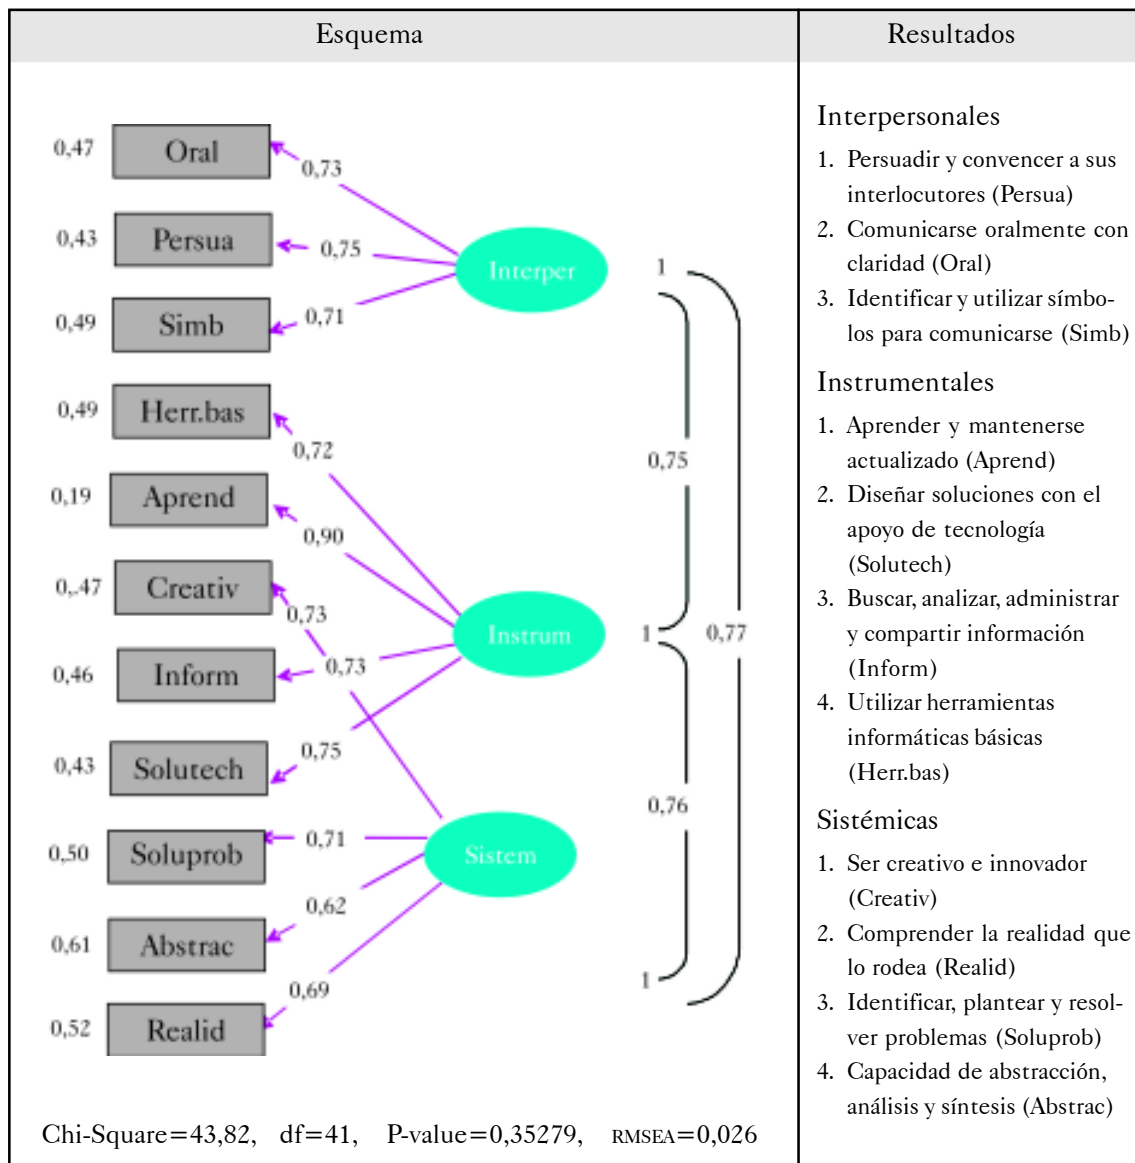 Esquema
Resultados
0,47 Oral 0,73
0,43 Persua 0,75
Interper
1
0,49 Simb 0,71
0,49 Herr.bas 0,72
0,75
0,19 Aprend 0,90
0,.47 Creativ 0,73
Instrum
1
0,77
0,46 Inform 0,73
0,43 Solutech 0,75
0,76
0,50 Soluprob 0,71
Sistem
0,61 Abstrac 0,62
1
0,52 Realid 0,69
Chi-Square=43,82, df=41, P-value=0,35279, RMSEA=0,026
Interpersonales
1. Persuadir y convencer a sus
interlocutores (Persua)
2. Comunicarse oralmente con
claridad (Oral)
3. Identificar y utilizar símbo-
los para comunicarse (Simb)
Instrumentales
1. Aprender y mantenerse
actualizado (Aprend)
2. Diseñar soluciones con el
apoyo de tecnología
(Solutech)
3. Buscar, analizar, administrar
y compartir información
(Inform)
4. Utilizar herramientas
informáticas básicas
(Herr.bas)
Sistémicas
1. Ser creativo e innovador
(Creativ)
2. Comprender la realidad que
lo rodea (Realid)
3. Identificar, plantear y resol-
ver problemas (Soluprob)
4. Capacidad de abstracción,
análisis y síntesis (Abstrac)